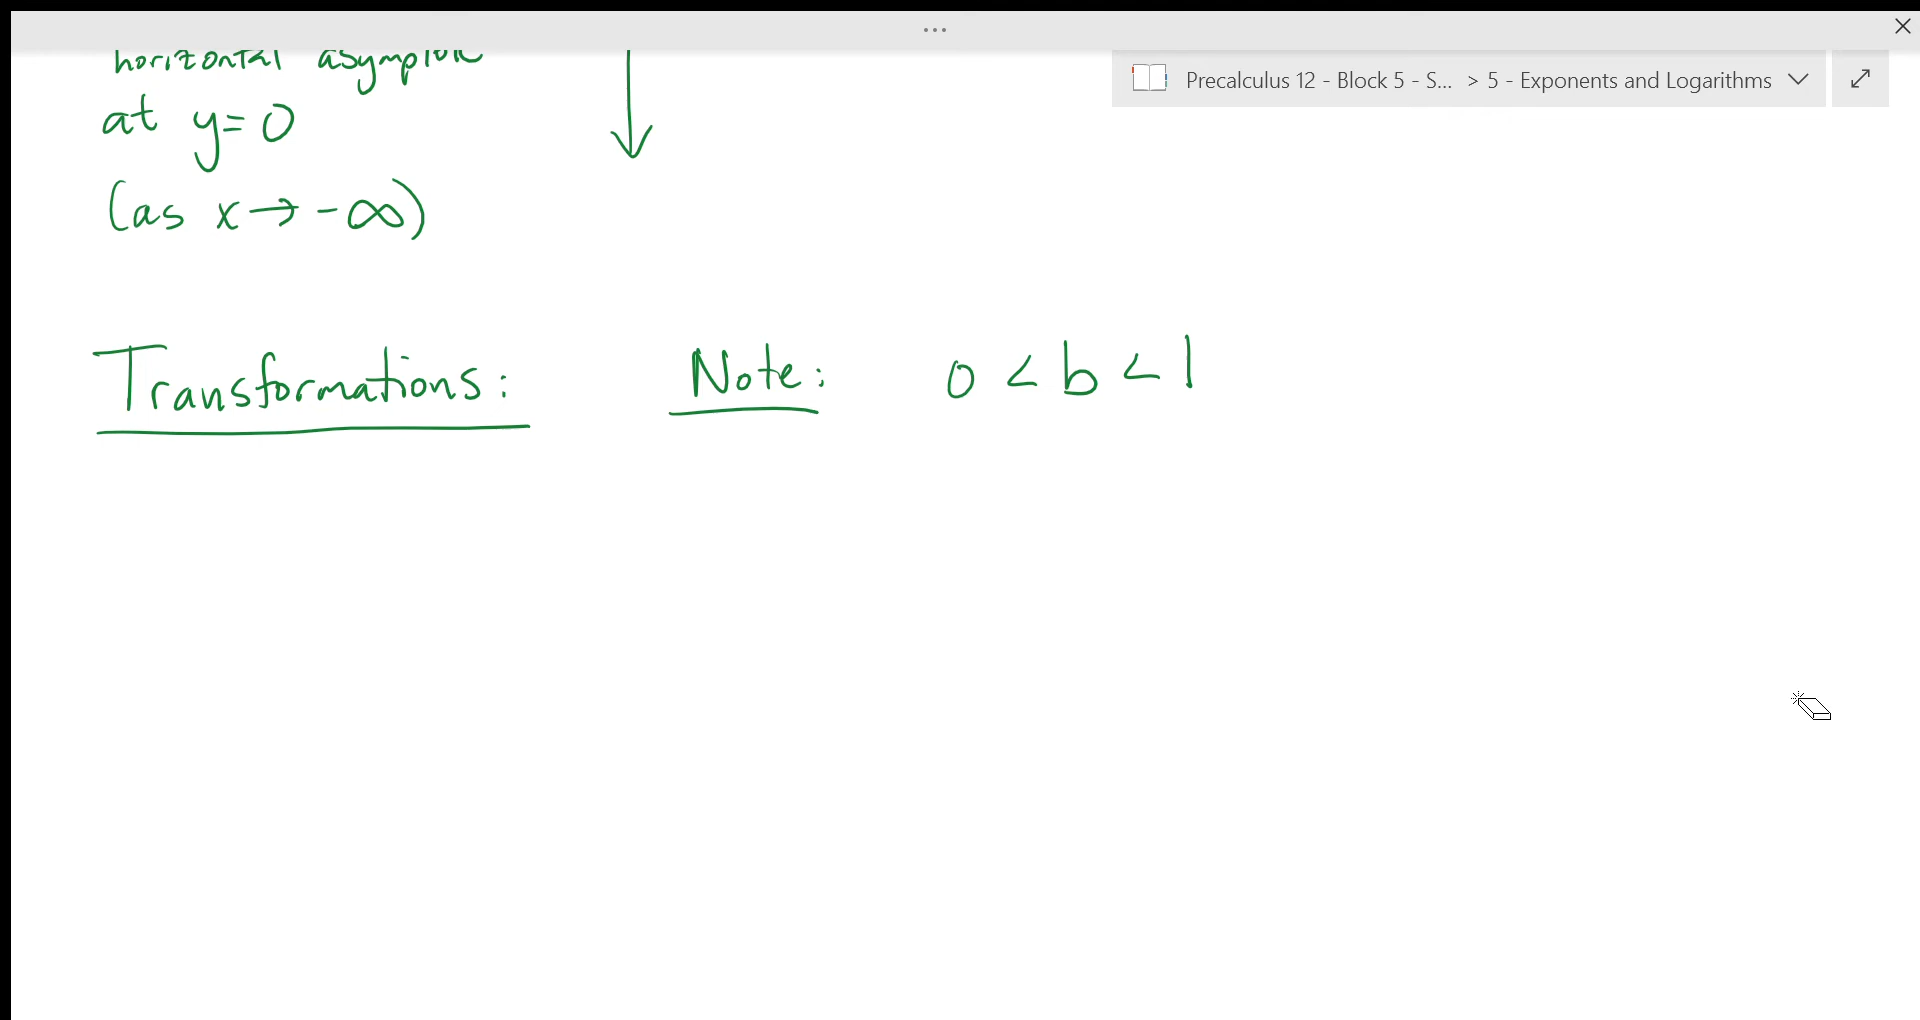 horizontal asymptote
Precalculus 12 - Block 5 - S... > 5 - Exponents and Logarithms
at y=0
(as x→-∞)
Transformations: Note: 0 < b < 1